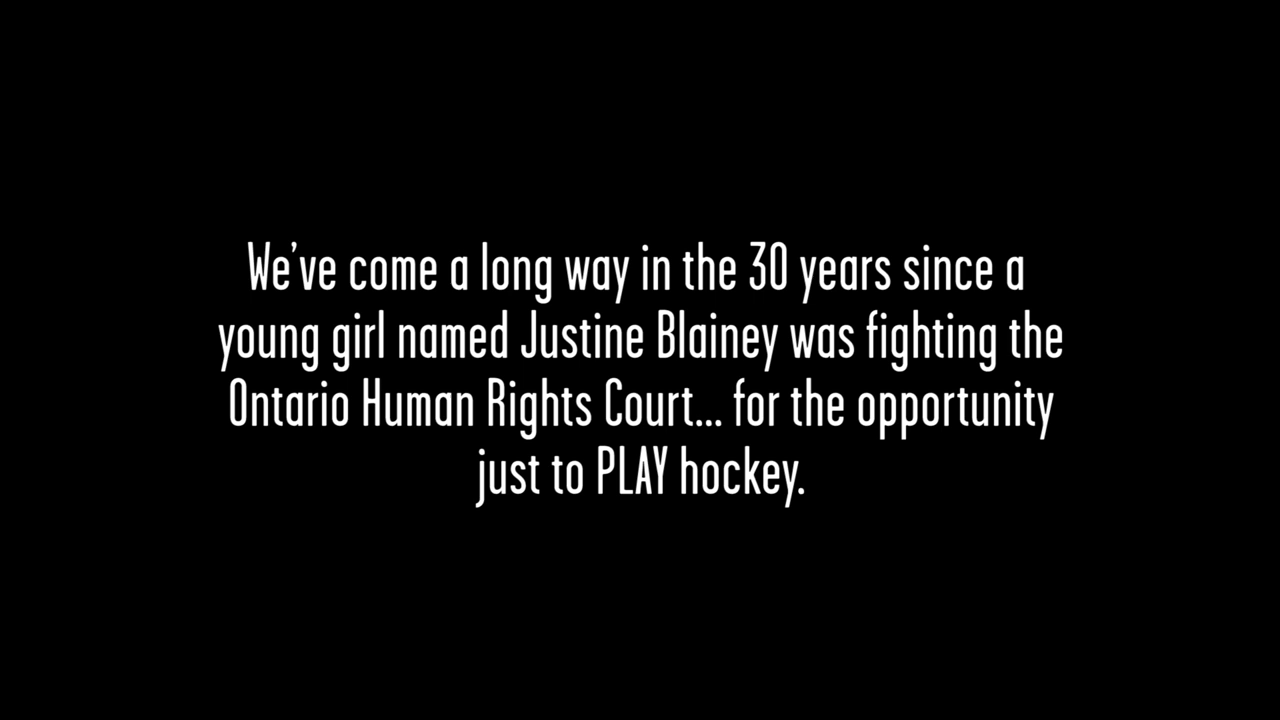 We've come a long way in the 30 years since a
young girl named Justine Blainey was fighting the
Ontario Human Rights Court... for the opportunity
just to PLAY hockey.